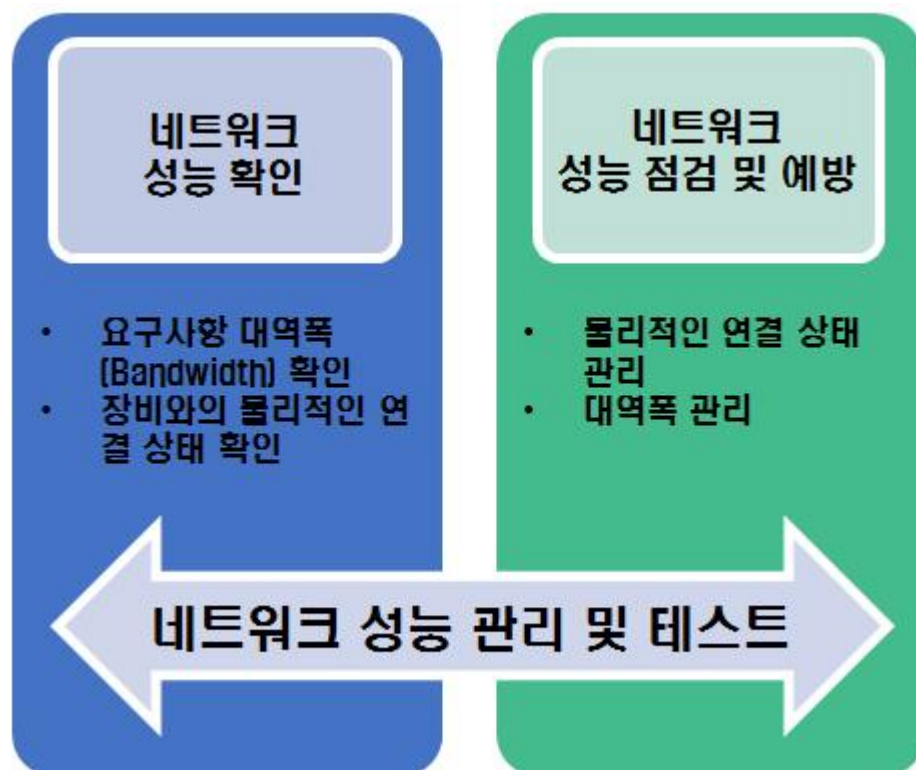 네트워크
성능 확인
• 요구사항 대역폭
(Bandwidth) 확인
• 장비와의 물리적인 연
결 상태 확인
네트워크
성능 점검 및 예방
• 물리적인 연결 상태
관리
• 대역폭 관리
네트워크 성능 관리 및 테스트